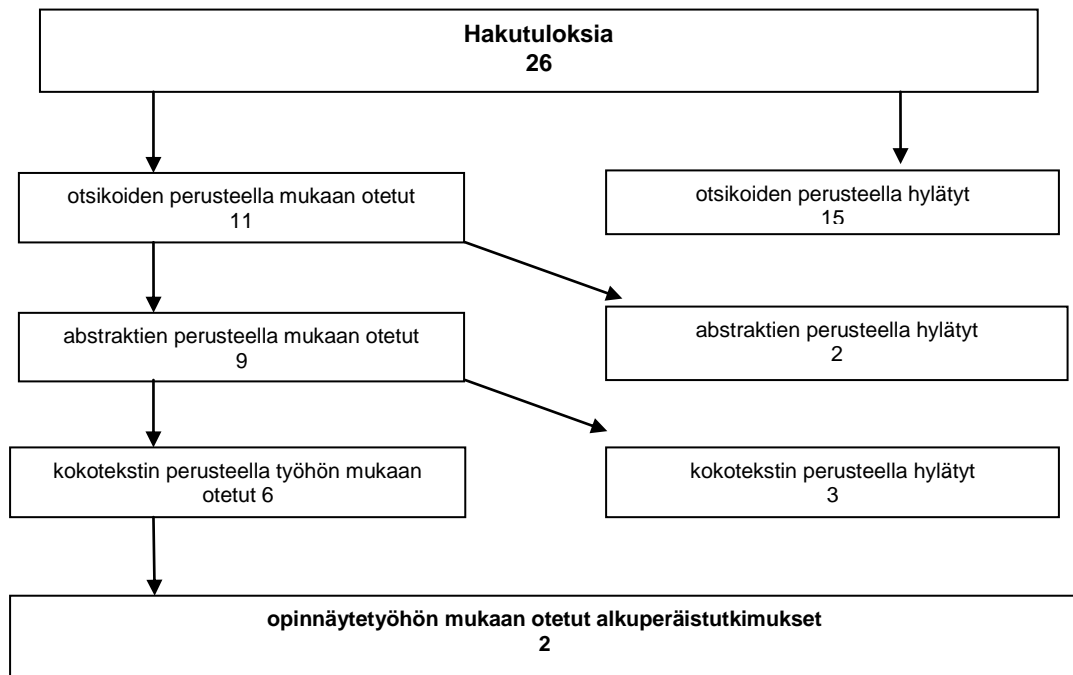 Hakutuloksia
26
otsikoiden perusteella mukaan otetut
11
otsikoiden perusteella hylätyt
15
abstraktien perusteella mukaan otetut
9
abstraktien perusteella hylätyt
2
kokotekstin perusteella työhön mukaan
otetut 6
kokotekstin perusteella hylätyt
3
opinnäytetyöhön mukaan otetut alkuperäistutkimukset
2